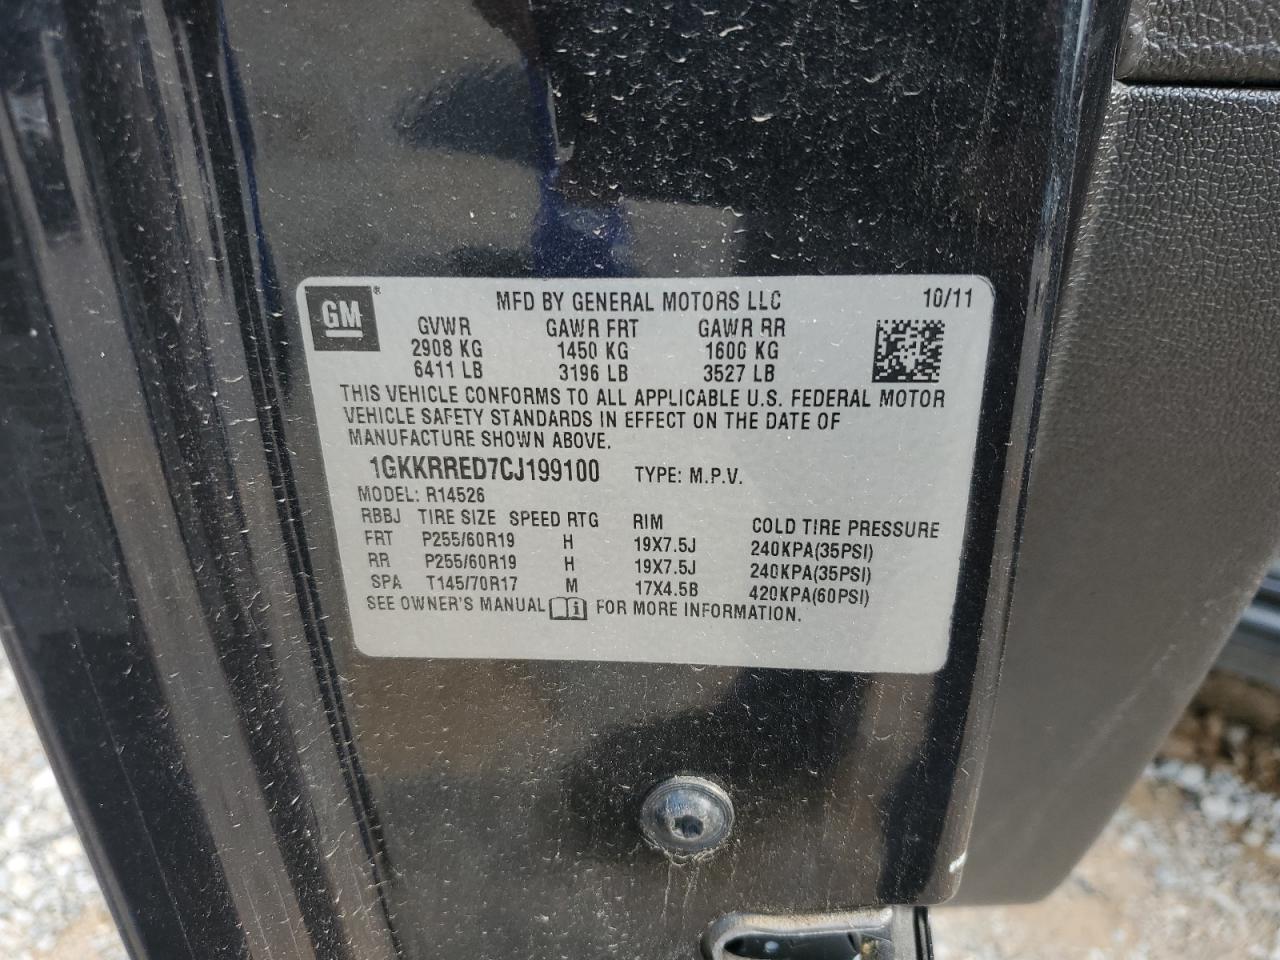 GM ® MFD BY GENERAL MOTORS LLC 10/11
GVWR GAWR FRT GAWR RR
2908 KG 1450 KG 1600 KG
6411 LB 3196 LB 3527 LB
THIS VEHICLE CONFORMS TO ALL APPLICABLE U.S. FEDERAL MOTOR
VEHICLE SAFETY STANDARDS IN EFFECT ON THE DATE OF
MANUFACTURE SHOWN ABOVE.
1GKKRRED7CJ199100 TYPE: M.P.V.
MODEL: R14526
RBBJ TIRE SIZE SPEED RTG RIM COLD TIRE PRESSURE
FRT P255/60R19 H 19X7.5J 240KPA(35PSI)
RR P255/60R19 H 19X7.5J 240KPA(35PSI)
SPA T145/70R17 M 17X4.5B 420KPA(60PSI)
SEE OWNER'S MANUAL FOR MORE INFORMATION.